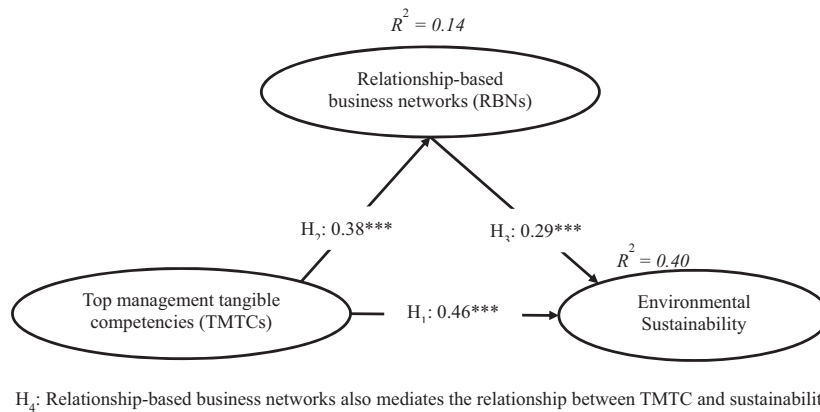 R² = 0.14
Relationship-based
business networks (RBNs)
H₂: 0.38***
H₃: 0.29***
R² = 0.40
Top management tangible
competencies (TMTCs)
H₁: 0.46***
Environmental
Sustainability
H₄: Relationship-based business networks also mediates the relationship between TMTC and sustainabilit